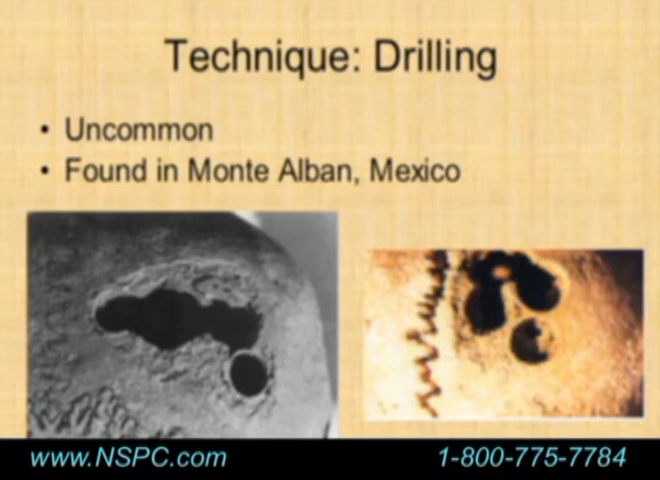 Technique: Drilling
• Uncommon
• Found in Monte Alban, Mexico
www.NSPC.com 1-800-775-7784